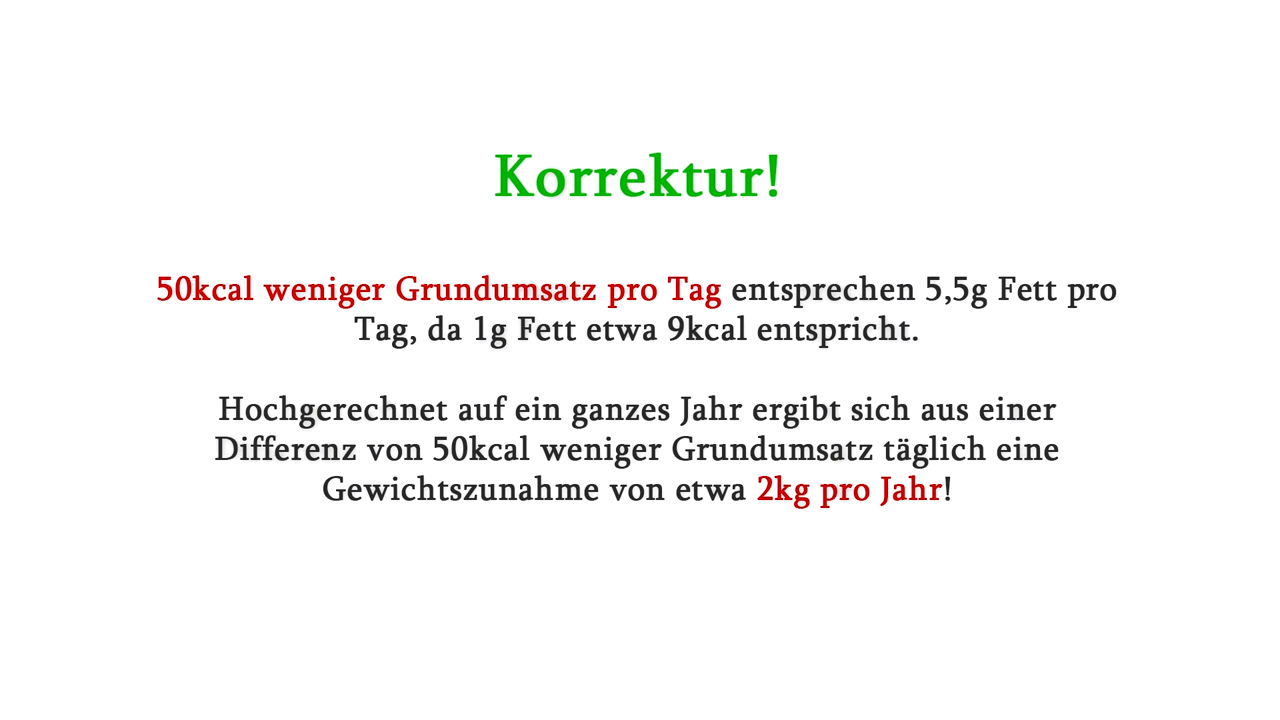 Korrektur!
50kcal weniger Grundumsatz pro Tag entsprechen 5,5g Fett pro
Tag, da 1g Fett etwa 9kcal entspricht.
Hochgerechnet auf ein ganzes Jahr ergibt sich aus einer
Differenz von 50kcal weniger Grundumsatz täglich eine
Gewichtszunahme von etwa 2kg pro Jahr!